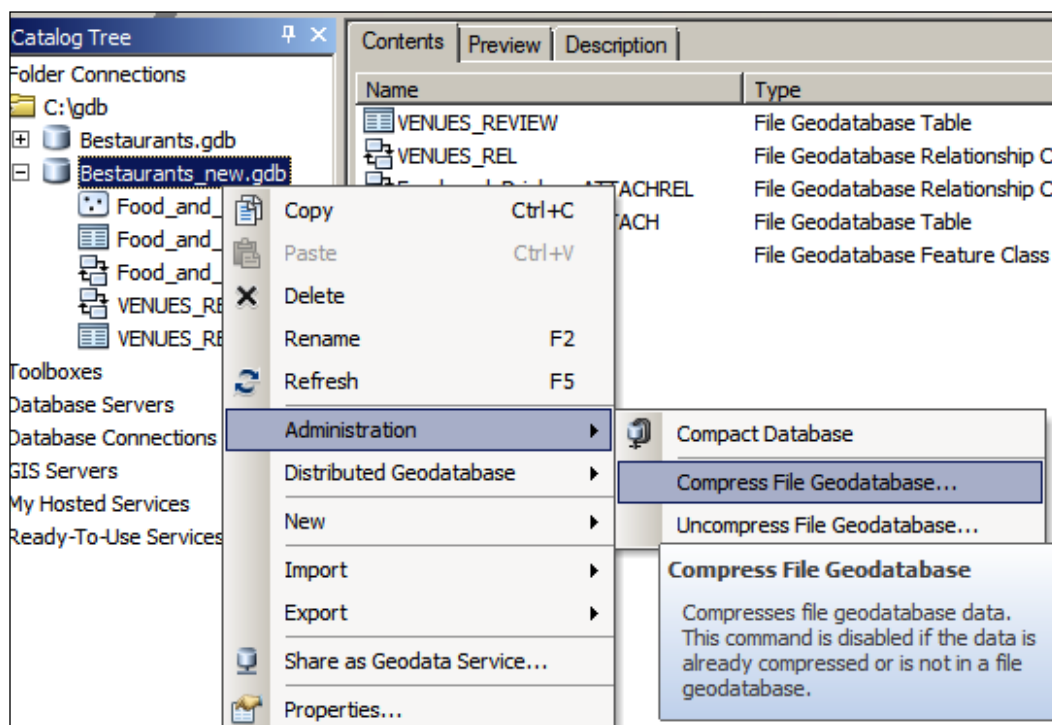 Catalog Tree
Folder Connections
C:\gdb
Bestaurants.gdb
Bestaurants_new.gdb
Food_and_
Food_and_
Food_and_
VENUES_RE
VENUES_RE
Toolboxes
Database Servers
Database Connections
GIS Servers
My Hosted Services
Ready-To-Use Services
Contents Preview Description
Name Type
VENUES_REVIEW File Geodatabase Table
VENUES_REL File Geodatabase Relationship C
ATTACHREL File Geodatabase Relationship C
TACH File Geodatabase Table
File Geodatabase Feature Class
Copy Ctrl+C
Paste Ctrl+V
Delete
Rename F2
Refresh F5
Administration
Distributed Geodatabase
New
Import
Export
Share as Geodata Service...
Properties...
Compact Database
Compress File Geodatabase...
Uncompress File Geodatabase...
Compress File Geodatabase
Compresses file geodatabase data.
This command is disabled if the data is
already compressed or is not in a file
geodatabase.